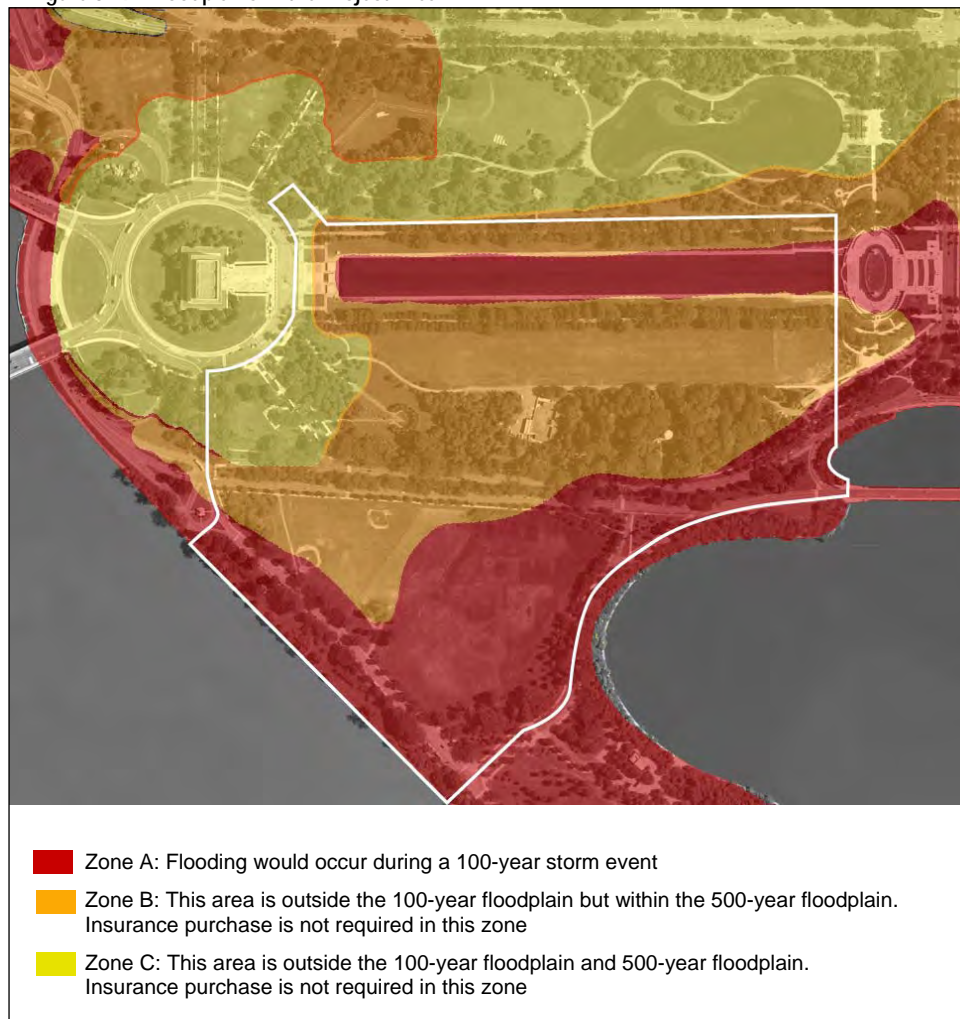 Zone A: Flooding would occur during a 100-year storm event
Zone B: This area is outside the 100-year floodplain but within the 500-year floodplain.
Insurance purchase is not required in this zone
Zone C: This area is outside the 100-year floodplain and 500-year floodplain.
Insurance purchase is not required in this zone